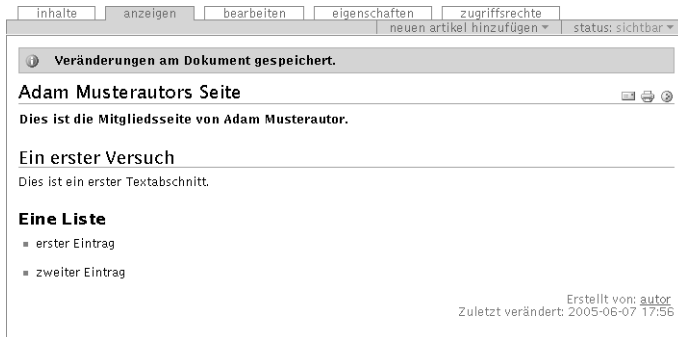 inhalte anzeigen bearbeiten eigenschaften zugriffsrechte
neuen artikel hinzufügen status: sichtbar
Veränderungen am Dokument gespeichert.
Adam Musterautors Seite
Dies ist die Mitgliedsseite von Adam Musterautor.
Ein erster Versuch
Dies ist ein erster Textabschnitt.
Eine Liste
erster Eintrag
zweiter Eintrag
Erstellt von: autor
Zuletzt verändert: 2005-06-07 17:56